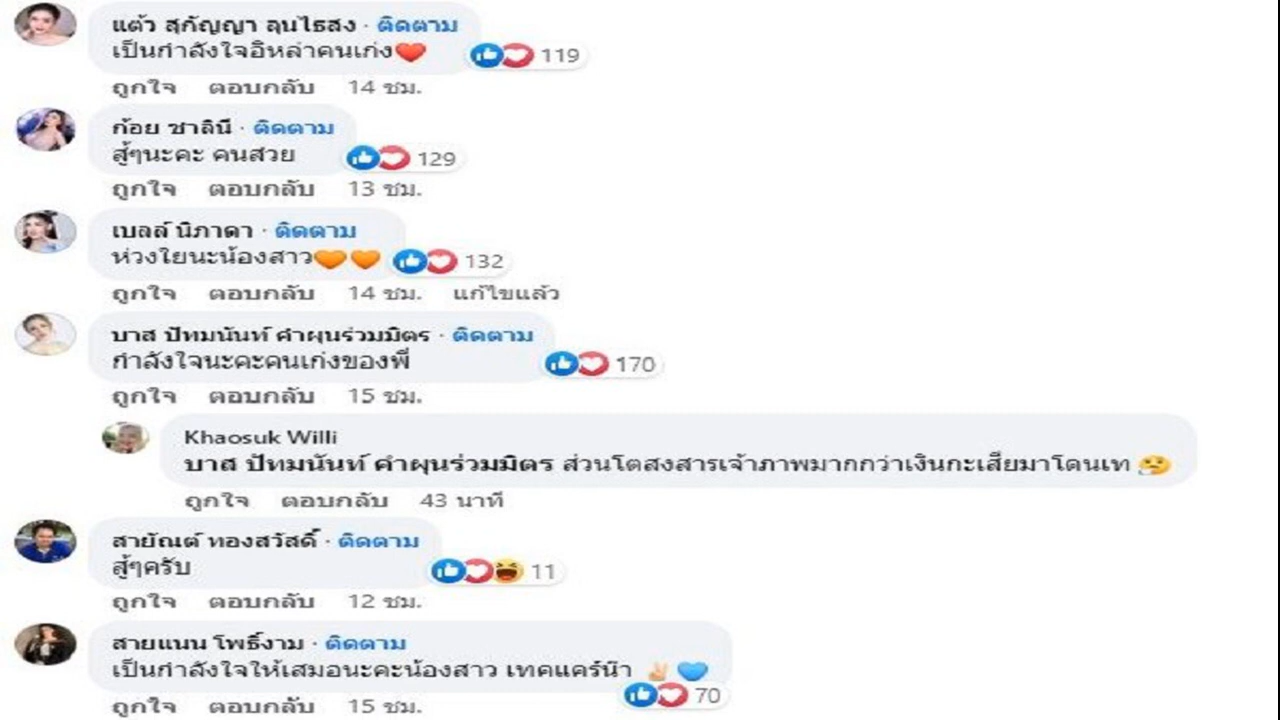 แต้ว สุกัญญา ลุนไธสง · ติดตาม
เป็นกำลังใจอิหล่าคนเก่ง❤️
119
ถูกใจ ตอบกลับ 14 ชม.
ก้อย ชาลินี · ติดตาม
สู้ๆนะคะ คนสวย
129
ถูกใจ ตอบกลับ 13 ชม.
เบลล์ นิภาดา · ติดตาม
ห่วงใยนะน้องสาว🧡🧡
132
ถูกใจ ตอบกลับ 14 ชม. แก้ไขแล้ว
บาส ปัทมนันท์ คำผุนร่วมมิตร · ติดตาม
กำลังใจนะคะคนเก่งของพี่
170
ถูกใจ ตอบกลับ 15 ชม.
Khaosuk Willi
บาส ปัทมนันท์ คำผุนร่วมมิตร ส่วนโตสงสารเจ้าภาพมากกว่าเงินกะเสียมาโดนเท
ถูกใจ ตอบกลับ 43 นาที
สายัณต์ ทองสวัสดิ์ · ติดตาม
สู้ๆครับ
11
ถูกใจ ตอบกลับ 12 ชม.
สายแนน โพธิ์งาม · ติดตาม
เป็นกำลังใจให้เสมอนะคะน้องสาว เทคแคร์น๊า ✌🏻💙
70
ถูกใจ ตอบกลับ 15 ชม.